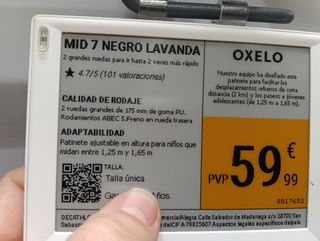 MID 7 NEGRO LAVANDA
2 grandes ruedas para ir hasta 2 veces más rápido
★ 4.7/5 (101 valoraciones)
CALIDAD DE RODAJE
2 ruedas grandes de 175 mm de goma PU.
Rodamientos ABEC 5.Freno en rueda trasera
ADAPTABILIDAD
Patinete ajustable en altura para niños que
midan entre 1,25 m y 1,65 m
TALLA:
Talla única
OXELO
Nuestro equipo ha diseñado este
patinete para facilitar los
desplazamientos urbanos de corta
distancia (2 km) y los paseos a jóvenes
adolescentes (de 1,25 m a 1,65 m).
PVP 59 € 99
8817652